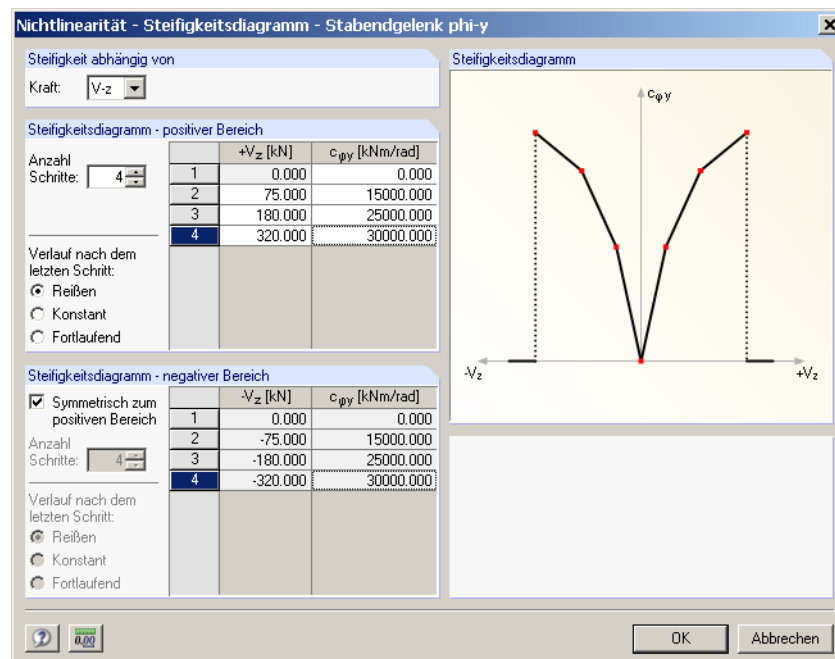 Nichtlinearität - Steifigkeitsdiagramm - Stabendgelenk phi-y
Steifigkeit abhängig von
Kraft: V-z
Steifigkeitsdiagramm - positiver Bereich
Anzahl
Schritte: 4
+Vz [kN] cφy [kNm/rad]
1 0.000 0.000
2 75.000 15000.000
3 180.000 25000.000
4 320.000 30000.000
Verlauf nach dem
letzten Schritt:
Reißen
Konstant
Fortlaufend
Steifigkeitsdiagramm - negativer Bereich
Symmetrisch zum
positiven Bereich
Anzahl
Schritte: 4
-Vz [kN] cφy [kNm/rad]
1 0.000 0.000
2 -75.000 15000.000
3 -180.000 25000.000
4 -320.000 30000.000
Verlauf nach dem
letzten Schritt:
Reißen
Konstant
Fortlaufend
Steifigkeitsdiagramm
cφy
-Vz +Vz
0.00
OK Abbrechen